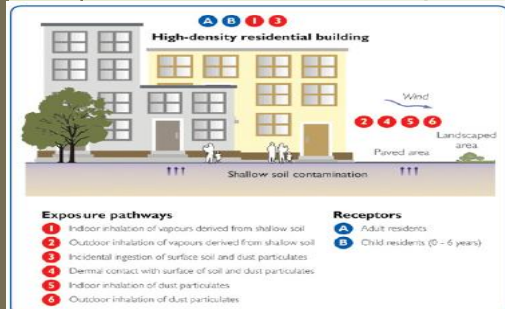 A B 1 3
High-density residential building
Wind
2 4 5 6
Landscaped
area
Paved area
Shallow soil contamination
Exposure pathways
1 Indoor inhalation of vapours derived from shallow soil
2 Outdoor inhalation of vapours derived from shallow soil
3 Incidental ingestion of surface soil and dust particulates
4 Dermal contact with surface of soil and dust particulates
5 Indoor inhalation of dust particulates
6 Outdoor inhalation of dust particulates
Receptors
A Adult residents
B Child residents (0 - 6 years)